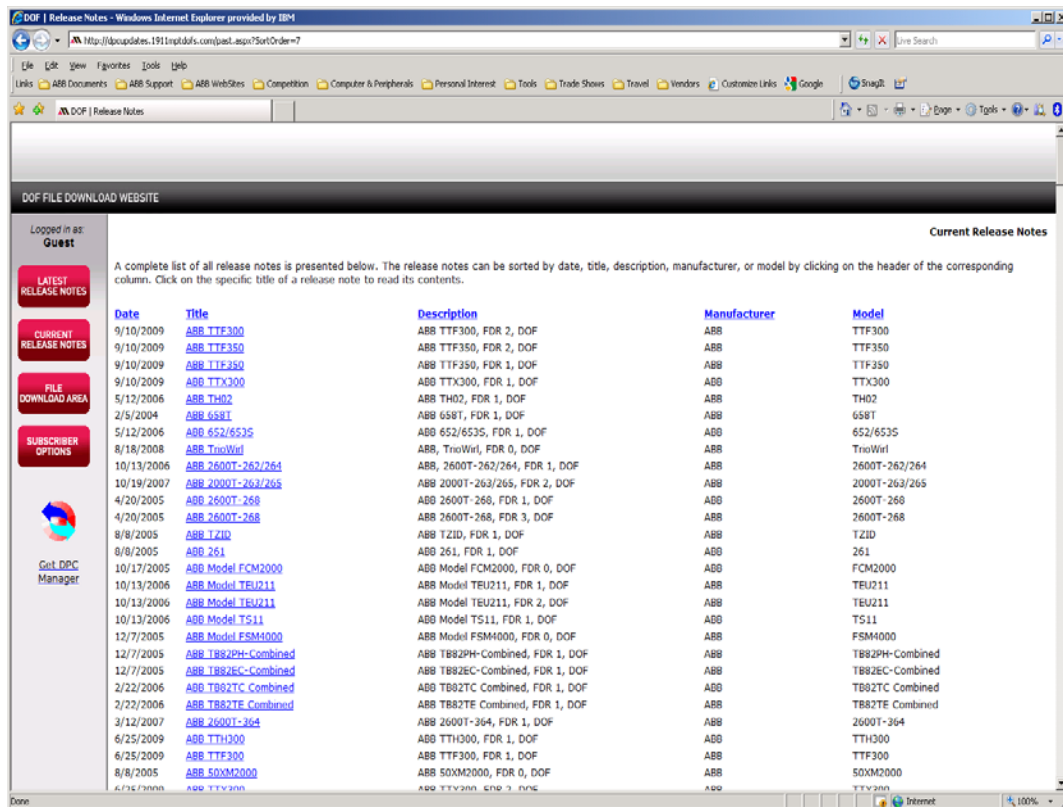 DOF | Release Notes - Windows Internet Explorer provided by IBM
http://dpcupdates.1911mptdofs.com/past.aspx?SortOrder=7
Live Search
File Edit View Favorites Tools Help
Links ABB Documents ABB Support ABB WebSites Competition Computer & Peripherals Personal Interest Tools Trade Shows Travel Vendors Customize Links Google SnagIt
DOF | Release Notes Page Tools
DOF FILE DOWNLOAD WEBSITE
Logged in as:
Guest
Current Release Notes
LATEST
RELEASE NOTES
CURRENT
RELEASE NOTES
FILE
DOWNLOAD AREA
SUBSCRIBER
OPTIONS
Get DPC
Manager
A complete list of all release notes is presented below. The release notes can be sorted by date, title, description, manufacturer, or model by clicking on the header of the corresponding
column. Click on the specific title of a release note to read its contents.
Date Title Description Manufacturer Model
9/10/2009 ABB TTF300 ABB TTF300, FDR 2, DOF ABB TTF300
9/10/2009 ABB TTF350 ABB TTF350, FDR 2, DOF ABB TTF350
9/10/2009 ABB TTF350 ABB TTF350, FDR 1, DOF ABB TTF350
9/10/2009 ABB TTX300 ABB TTX300, FDR 1, DOF ABB TTX300
5/12/2006 ABB TH02 ABB TH02, FDR 1, DOF ABB TH02
2/5/2004 ABB 658T ABB 658T, FDR 1, DOF ABB 658T
5/12/2006 ABB 652/653S ABB 652/653S, FDR 1, DOF ABB 652/653S
8/18/2008 ABB TrioWirl ABB, TrioWirl, FDR 0, DOF ABB TrioWirl
10/13/2006 ABB 2600T-262/264 ABB, 2600T-262/264, FDR 1, DOF ABB 2600T-262/264
10/19/2007 ABB 2000T-263/265 ABB 2000T-263/265, FDR 2, DOF ABB 2000T-263/265
4/20/2005 ABB 2600T-268 ABB 2600T-268, FDR 1, DOF ABB 2600T-268
4/20/2005 ABB 2600T-268 ABB 2600T-268, FDR 3, DOF ABB 2600T-268
8/8/2005 ABB TZID ABB TZID, FDR 1, DOF ABB TZID
8/8/2005 ABB 261 ABB 261, FDR 1, DOF ABB 261
10/17/2005 ABB Model FCM2000 ABB Model FCM2000, FDR 0, DOF ABB FCM2000
10/13/2006 ABB Model TEU211 ABB Model TEU211, FDR 1, DOF ABB TEU211
10/13/2006 ABB Model TEU211 ABB Model TEU211, FDR 2, DOF ABB TEU211
10/13/2006 ABB Model TS11 ABB Model TS11, FDR 1, DOF ABB TS11
12/7/2005 ABB Model FSM4000 ABB Model FSM4000, FDR 0, DOF ABB FSM4000
12/7/2005 ABB TB82PH-Combined ABB TB82PH-Combined, FDR 1, DOF ABB TB82PH-Combined
12/7/2005 ABB TB82EC-Combined ABB TB82EC-Combined, FDR 1, DOF ABB TB82EC-Combined
2/22/2006 ABB TB82TC Combined ABB TB82TC Combined, FDR 1, DOF ABB TB82TC Combined
2/22/2006 ABB TB82TE Combined ABB TB82TE Combined, FDR 1, DOF ABB TB82TE Combined
3/12/2007 ABB 2600T-364 ABB 2600T-364, FDR 1, DOF ABB 2600T-364
6/25/2009 ABB TTH300 ABB TTH300, FDR 1, DOF ABB TTH300
6/25/2009 ABB TTF300 ABB TTF300, FDR 1, DOF ABB TTF300
8/8/2005 ABB 50XM2000 ABB 50XM2000, FDR 0, DOF ABB 50XM2000
6/25/2009 ABB TTX300 ABB TTX300, FDR 2, DOF ABB TTX300
Done Internet 100%